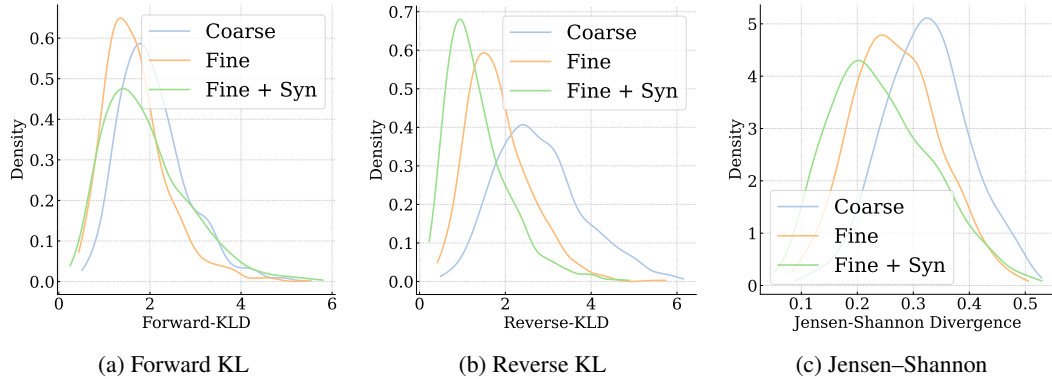 0.6
0.5
0.4
0.3
0.2
0.1
0.0
Density
0
2
4
6
Forward-KLD
Coarse
Fine
Fine + Syn
(a) Forward KL
0.7
0.6
0.5
0.4
0.3
0.2
0.1
0.0
Density
0
2
4
6
Reverse-KLD
Coarse
Fine
Fine + Syn
(b) Reverse KL
5
4
3
2
1
0
Density
0.1
0.2
0.3
0.4
0.5
Jensen-Shannon Divergence
Coarse
Fine
Fine + Syn
(c) Jensen–Shannon